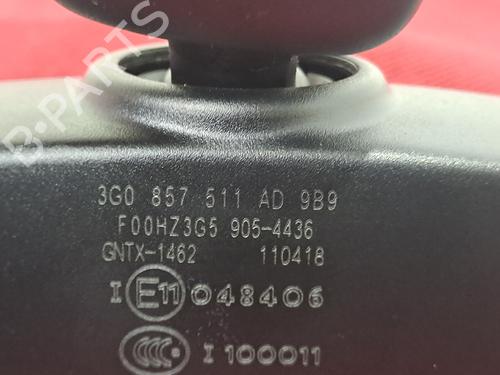 B-PARTS
3G0 857 511 AD 9B9
F00HZ3G5 905-4436
GNTX-1462 110418
I E11 048406
CCC I 100011